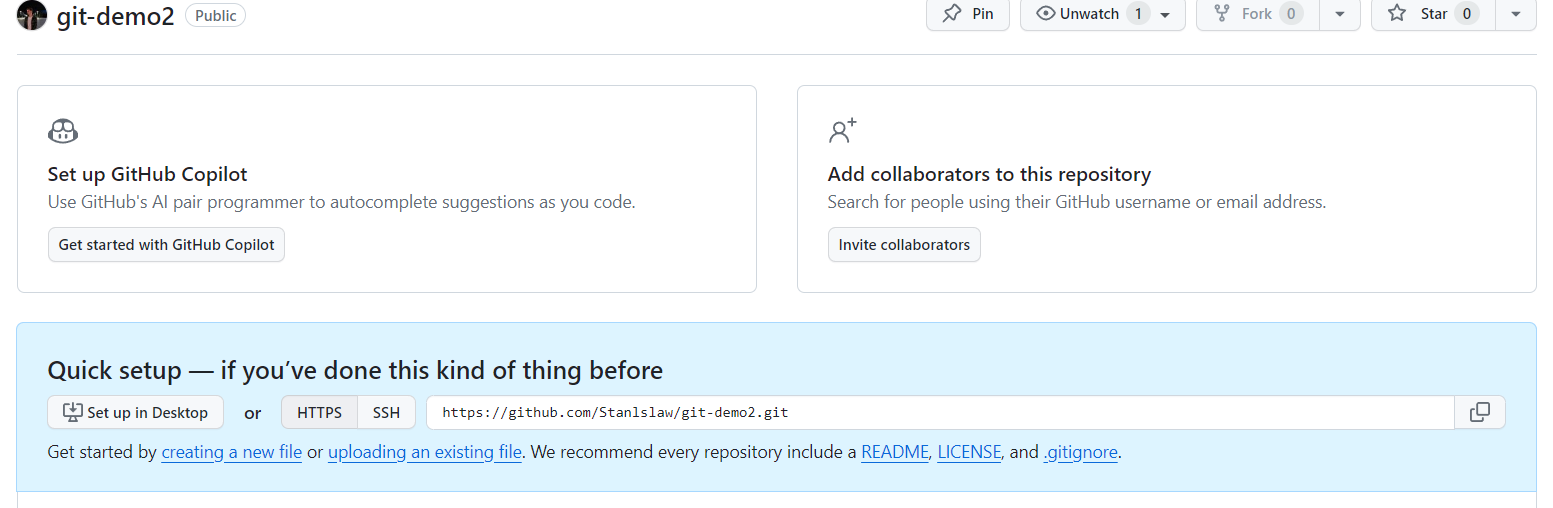 git-demo2 Public Pin Unwatch 1 Fork 0 Star 0
Set up GitHub Copilot
Use GitHub's AI pair programmer to autocomplete suggestions as you code.
Get started with GitHub Copilot
Add collaborators to this repository
Search for people using their GitHub username or email address.
Invite collaborators
Quick setup — if you’ve done this kind of thing before
Set up in Desktop or HTTPS SSH https://github.com/Stanlslaw/git-demo2.git
Get started by creating a new file or uploading an existing file. We recommend every repository include a README, LICENSE, and .gitignore.